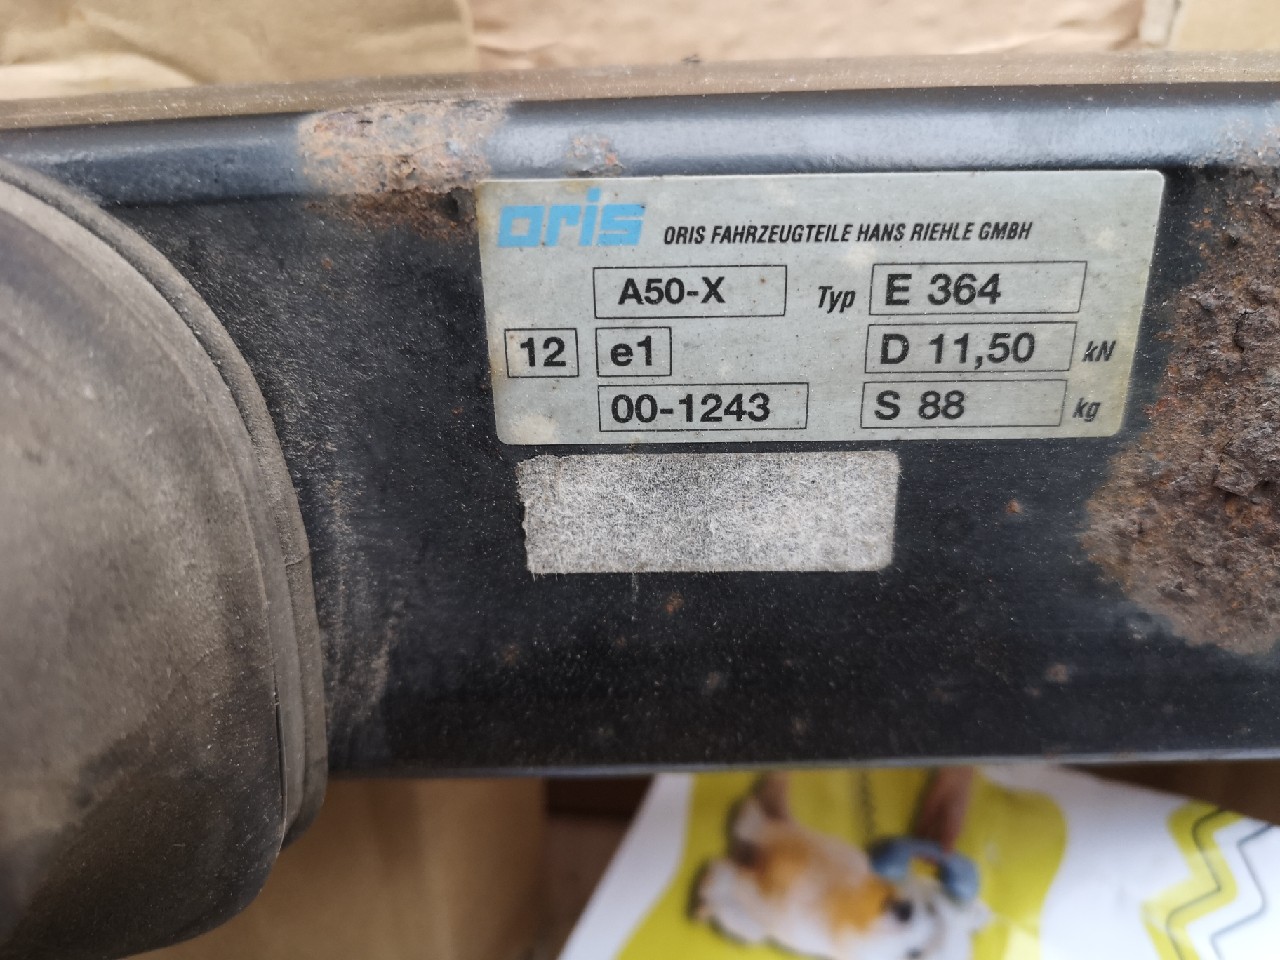 oris ORIS FAHRZEUGTEILE HANS RIEHLE GMBH
A50-X Typ E 364
12 e1 D 11,50 kN
00-1243 S 88 kg